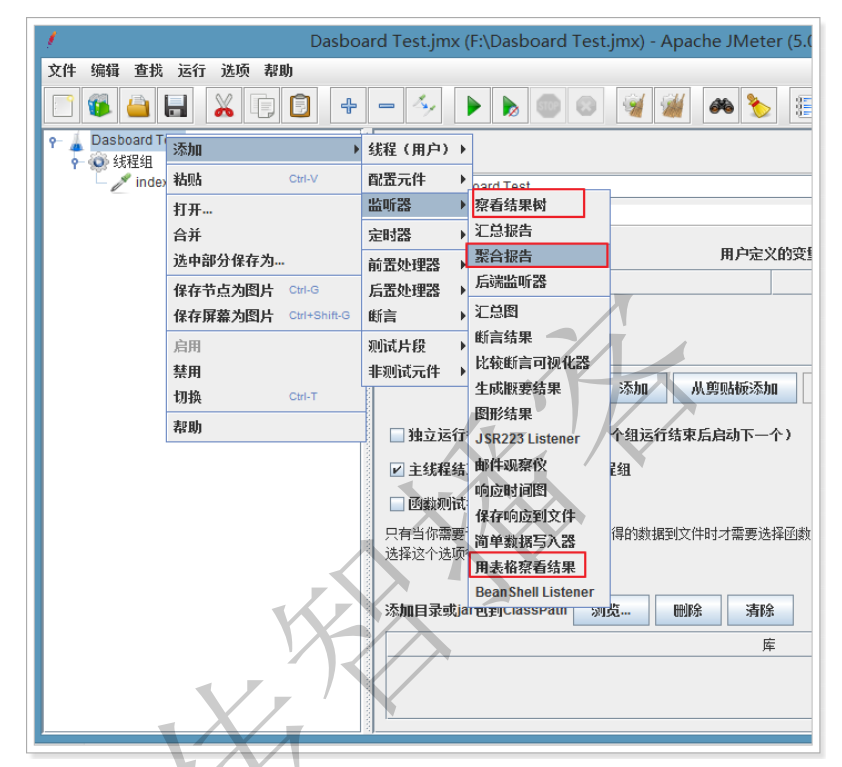 Dasboard Test.jmx (F:\Dasboard Test.jmx) - Apache JMeter (5.0
文件 编辑 查找 运行 选项 帮助
STOP
Dasboard T
线程组
index
添加
粘贴 Ctrl-V
打开...
合并
选中部分保存为...
保存节点为图片 Ctrl-G
保存屏幕为图片 Ctrl+Shift-G
启用
禁用
切换 Ctrl-T
帮助
线程（用户）
配置元件
监听器
定时器
前置处理器
后置处理器
断言
测试片段
非测试元件
察看结果树
汇总报告
聚合报告
后端监听器
汇总图
断言结果
比较断言可视化器
生成概要结果
图形结果
JSR223 Listener
邮件观察仪
响应时间图
保存响应到文件
简单数据写入器
用表格察看结果
BeanShell Listener
board Test
用户定义的变
添加 从剪贴板添加
独立运行 个组运行结束后启动下一个）
主线程结 程组
函数测试
只有当你需要 得的数据到文件时才需要选择函数
选择这个选项
添加目录或jar包到ClassPath 浏览... 删除 清除
库
传智播客